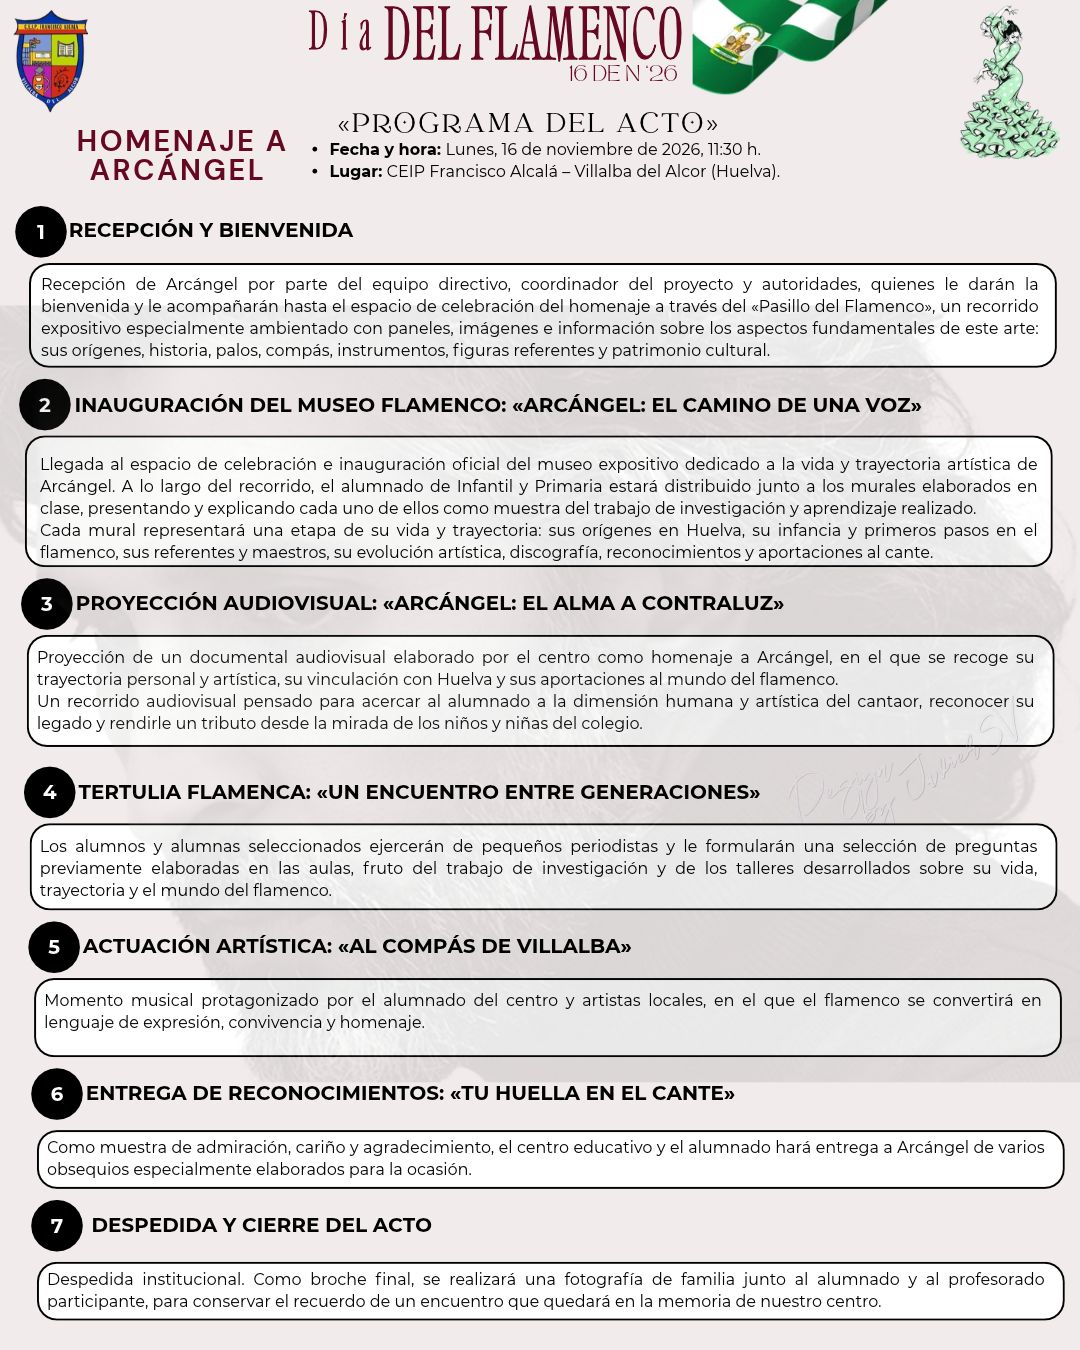 C.E.I.P. FRANCISCO ALCALÁ
VILLALBA DEL ALCOR
Día DEL FLAMENCO
16 DE N '26
«PROGRAMA DEL ACTO»
HOMENAJE A
ARCÁNGEL
• Fecha y hora: Lunes, 16 de noviembre de 2026, 11:30 h.
• Lugar: CEIP Francisco Alcalá – Villalba del Alcor (Huelva).
1 RECEPCIÓN Y BIENVENIDA
Recepción de Arcángel por parte del equipo directivo, coordinador del proyecto y autoridades, quienes le darán la
bienvenida y le acompañarán hasta el espacio de celebración del homenaje a través del «Pasillo del Flamenco», un recorrido
expositivo especialmente ambientado con paneles, imágenes e información sobre los aspectos fundamentales de este arte:
sus orígenes, historia, palos, compás, instrumentos, figuras referentes y patrimonio cultural.
2 INAUGURACIÓN DEL MUSEO FLAMENCO: «ARCÁNGEL: EL CAMINO DE UNA VOZ»
Llegada al espacio de celebración e inauguración oficial del museo expositivo dedicado a la vida y trayectoria artística de
Arcángel. A lo largo del recorrido, el alumnado de Infantil y Primaria estará distribuido junto a los murales elaborados en
clase, presentando y explicando cada uno de ellos como muestra del trabajo de investigación y aprendizaje realizado.
Cada mural representará una etapa de su vida y trayectoria: sus orígenes en Huelva, su infancia y primeros pasos en el
flamenco, sus referentes y maestros, su evolución artística, discografía, reconocimientos y aportaciones al cante.
3 PROYECCIÓN AUDIOVISUAL: «ARCÁNGEL: EL ALMA A CONTRALUZ»
Proyección de un documental audiovisual elaborado por el centro como homenaje a Arcángel, en el que se recoge su
trayectoria personal y artística, su vinculación con Huelva y sus aportaciones al mundo del flamenco.
Un recorrido audiovisual pensado para acercar al alumnado a la dimensión humana y artística del cantaor, reconocer su
legado y rendirle un tributo desde la mirada de los niños y niñas del colegio.
Design by Juliel SV
4 TERTULIA FLAMENCA: «UN ENCUENTRO ENTRE GENERACIONES»
Los alumnos y alumnas seleccionados ejercerán de pequeños periodistas y le formularán una selección de preguntas
previamente elaboradas en las aulas, fruto del trabajo de investigación y de los talleres desarrollados sobre su vida,
trayectoria y el mundo del flamenco.
5 ACTUACIÓN ARTÍSTICA: «AL COMPÁS DE VILLALBA»
Momento musical protagonizado por el alumnado del centro y artistas locales, en el que el flamenco se convertirá en
lenguaje de expresión, convivencia y homenaje.
6 ENTREGA DE RECONOCIMIENTOS: «TU HUELLA EN EL CANTE»
Como muestra de admiración, cariño y agradecimiento, el centro educativo y el alumnado hará entrega a Arcángel de varios
obsequios especialmente elaborados para la ocasión.
7 DESPEDIDA Y CIERRE DEL ACTO
Despedida institucional. Como broche final, se realizará una fotografía de familia junto al alumnado y al profesorado
participante, para conservar el recuerdo de un encuentro que quedará en la memoria de nuestro centro.